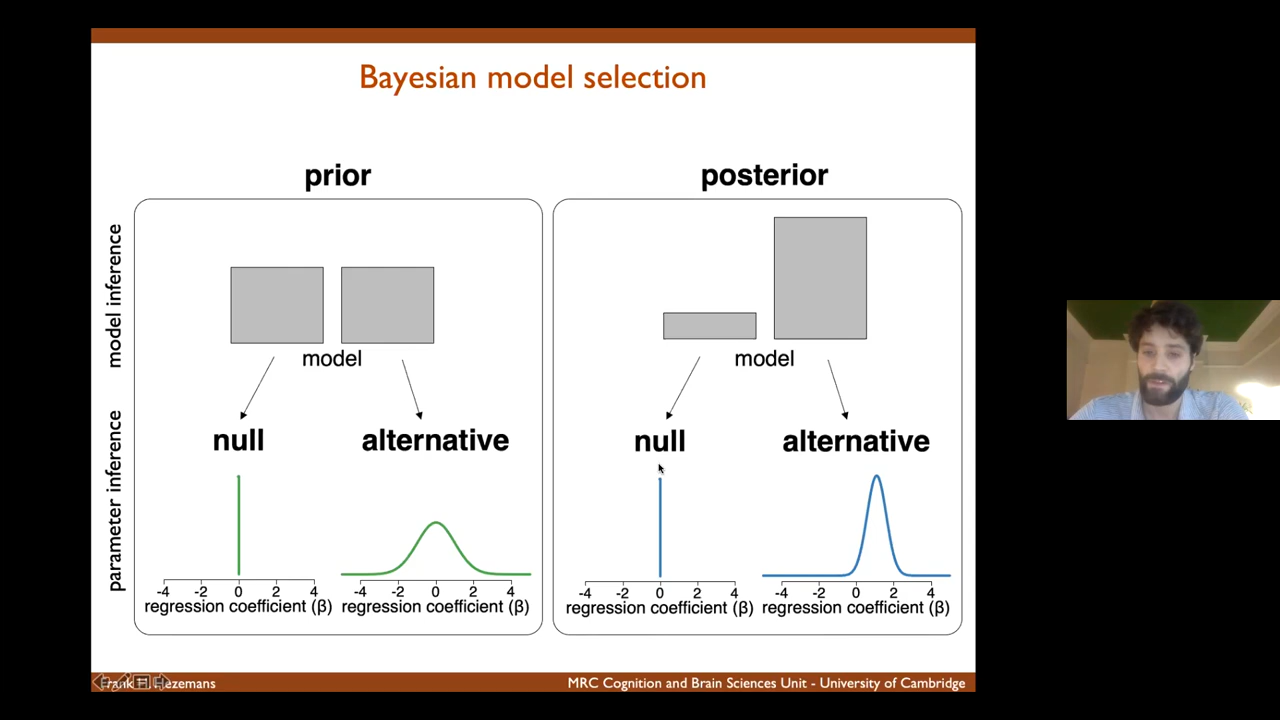 Bayesian model selection
prior
posterior
model inference
model
model
null
alternative
null
alternative
parameter inference
-4 -2 0 2 4
-4 -2 0 2 4
-4 -2 0 2 4
-4 -2 0 2 4
regression coefficient (β)
regression coefficient (β)
regression coefficient (β)
regression coefficient (β)
MRC Cognition and Brain Sciences Unit - University of Cambridge